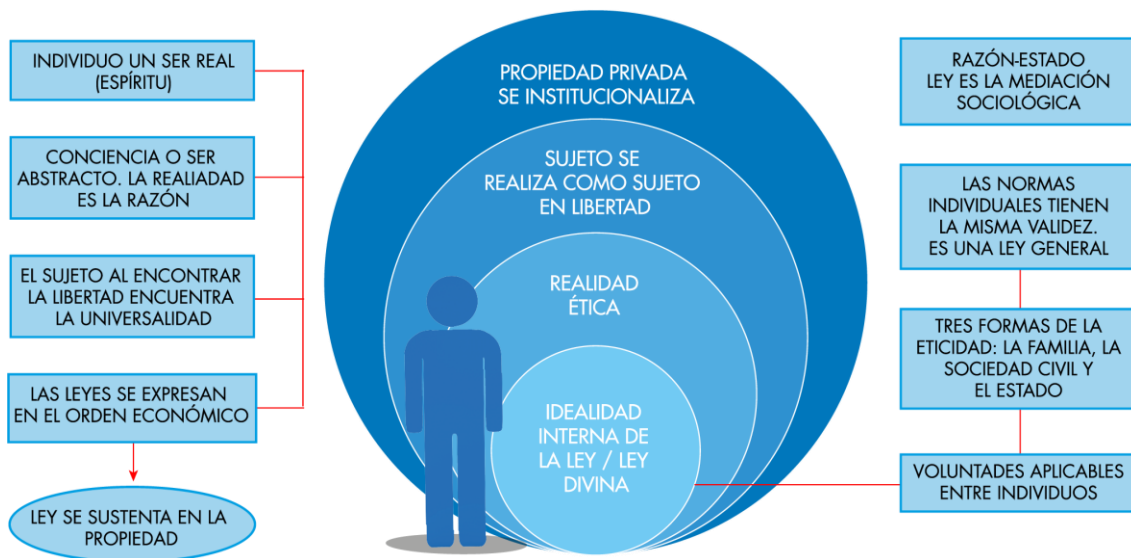 INDIVIDUO UN SER REAL
(ESPÍRITU)
CONCIENCIA O SER
ABSTRACTO. LA REALIADAD
ES LA RAZÓN
EL SUJETO AL ENCONTRAR
LA LIBERTAD ENCUENTRA
LA UNIVERSALIDAD
LAS LEYES SE EXPRESAN
EN EL ORDEN ECONÓMICO
LEY SE SUSTENTA EN LA
PROPIEDAD
PROPIEDAD PRIVADA
SE INSTITUCIONALIZA
SUJETO SE
REALIZA COMO SUJETO
EN LIBERTAD
REALIDAD
ÉTICA
IDEALIDAD
INTERNA DE
LA LEY / LEY
DIVINA
RAZÓN-ESTADO
LEY ES LA MEDIACIÓN
SOCIOLÓGICA
LAS NORMAS
INDIVIDUALES TIENEN
LA MISMA VALIDEZ.
ES UNA LEY GENERAL
TRES FORMAS DE LA
ETICIDAD: LA FAMILIA, LA
SOCIEDAD CIVIL Y
EL ESTADO
VOLUNTADES APLICABLES
ENTRE INDIVIDUOS